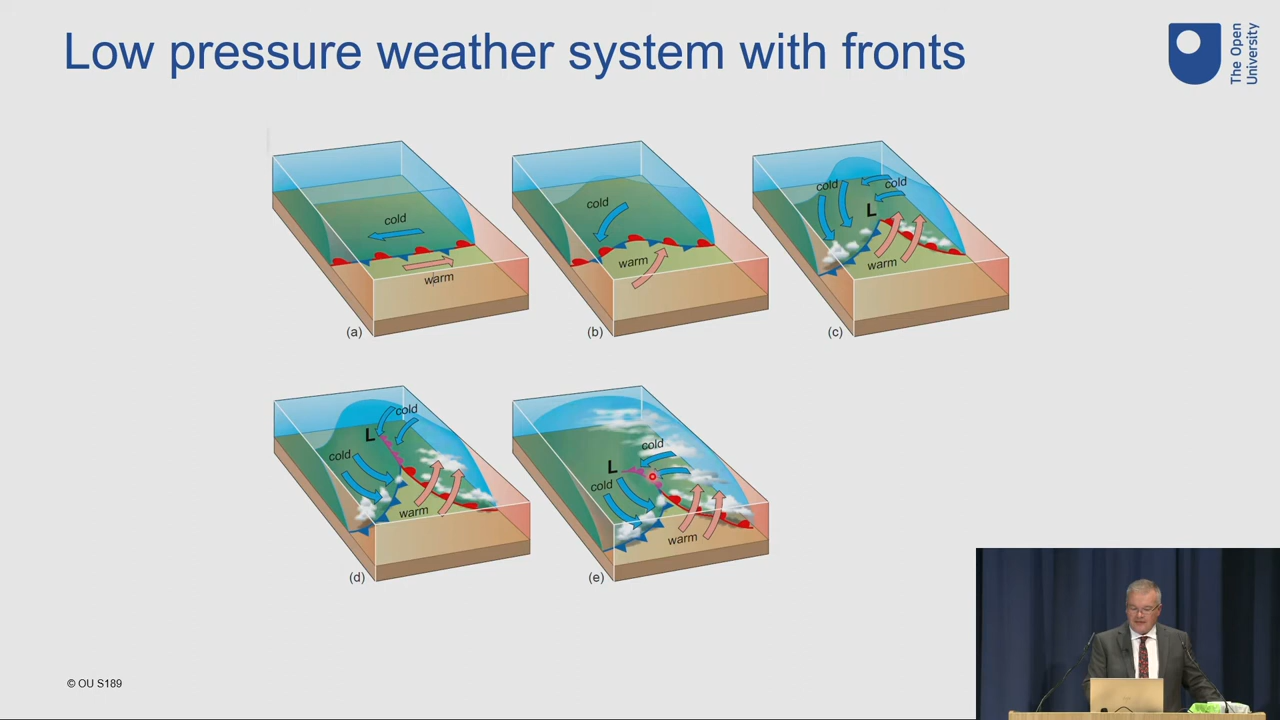 Low pressure weather system with fronts
The Open
University
cold
warm
(a)
cold
warm
(b)
cold
cold
L
warm
(c)
cold
L
cold
warm
(d)
cold
L
cold
warm
(e)
© OU S189